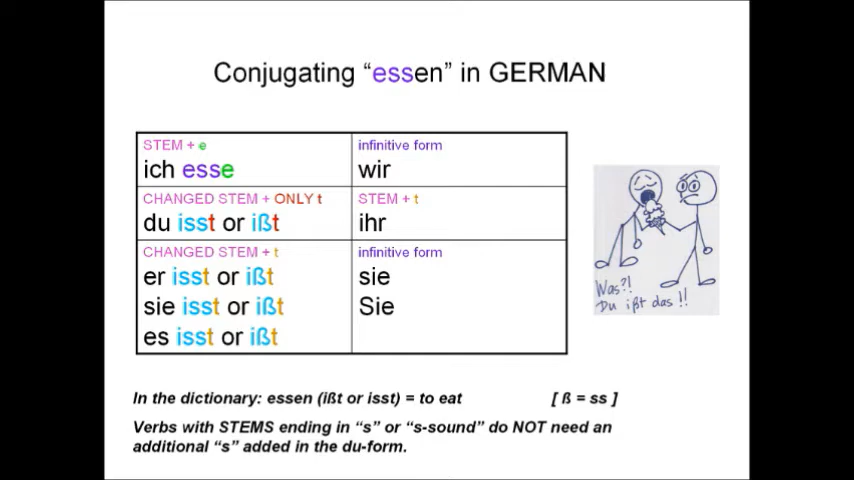 Conjugating “essen” in GERMAN
STEM + e
ich esse
infinitive form
wir
CHANGED STEM + ONLY t
du isst or ißt
STEM + t
ihr
CHANGED STEM + t
er isst or ißt
sie isst or ißt
es isst or ißt
infinitive form
sie
Sie
Was?!
Du ißt das!!
In the dictionary: essen (ißt or isst) = to eat [ ß = ss ]
Verbs with STEMS ending in “s” or “s-sound” do NOT need an
additional “s” added in the du-form.